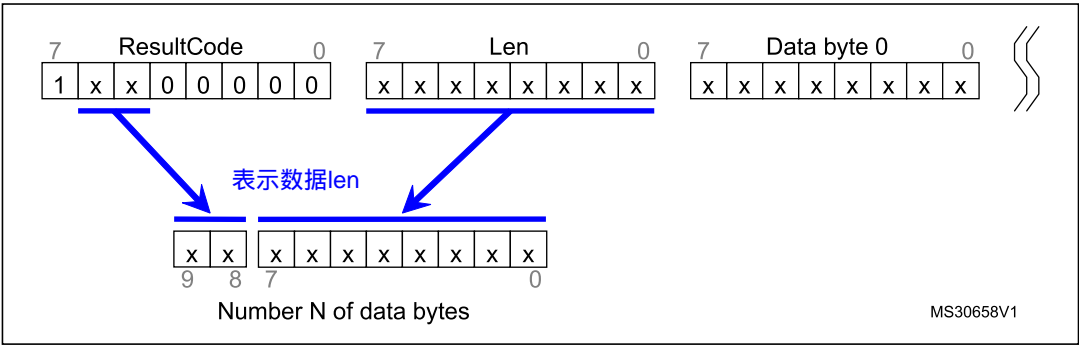 7 ResultCode 0 7 Len 0 7 Data byte 0 0
1 x x 0 0 0 0 0 x x x x x x x x x x x x x x x x
表示数据len
x x x x x x x x x x
9 8 7 0
Number N of data bytes
MS30658V1